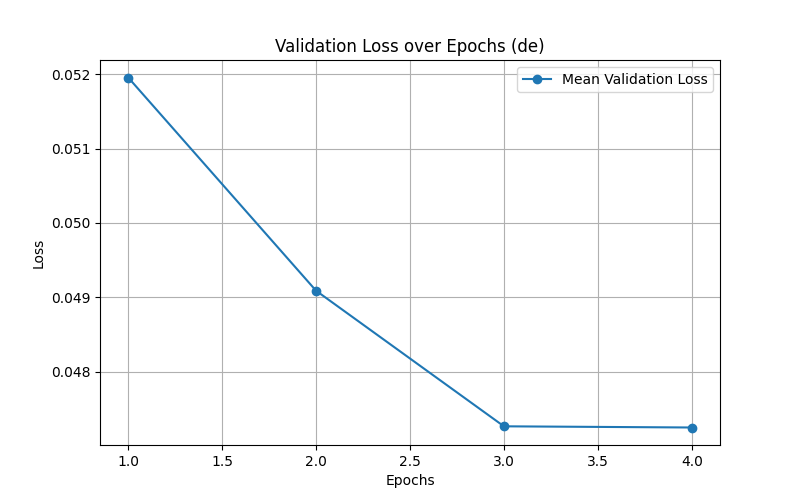 Validation Loss over Epochs (de)
Mean Validation Loss
Loss
0.052
0.051
0.050
0.049
0.048
1.0 1.5 2.0 2.5 3.0 3.5 4.0
Epochs